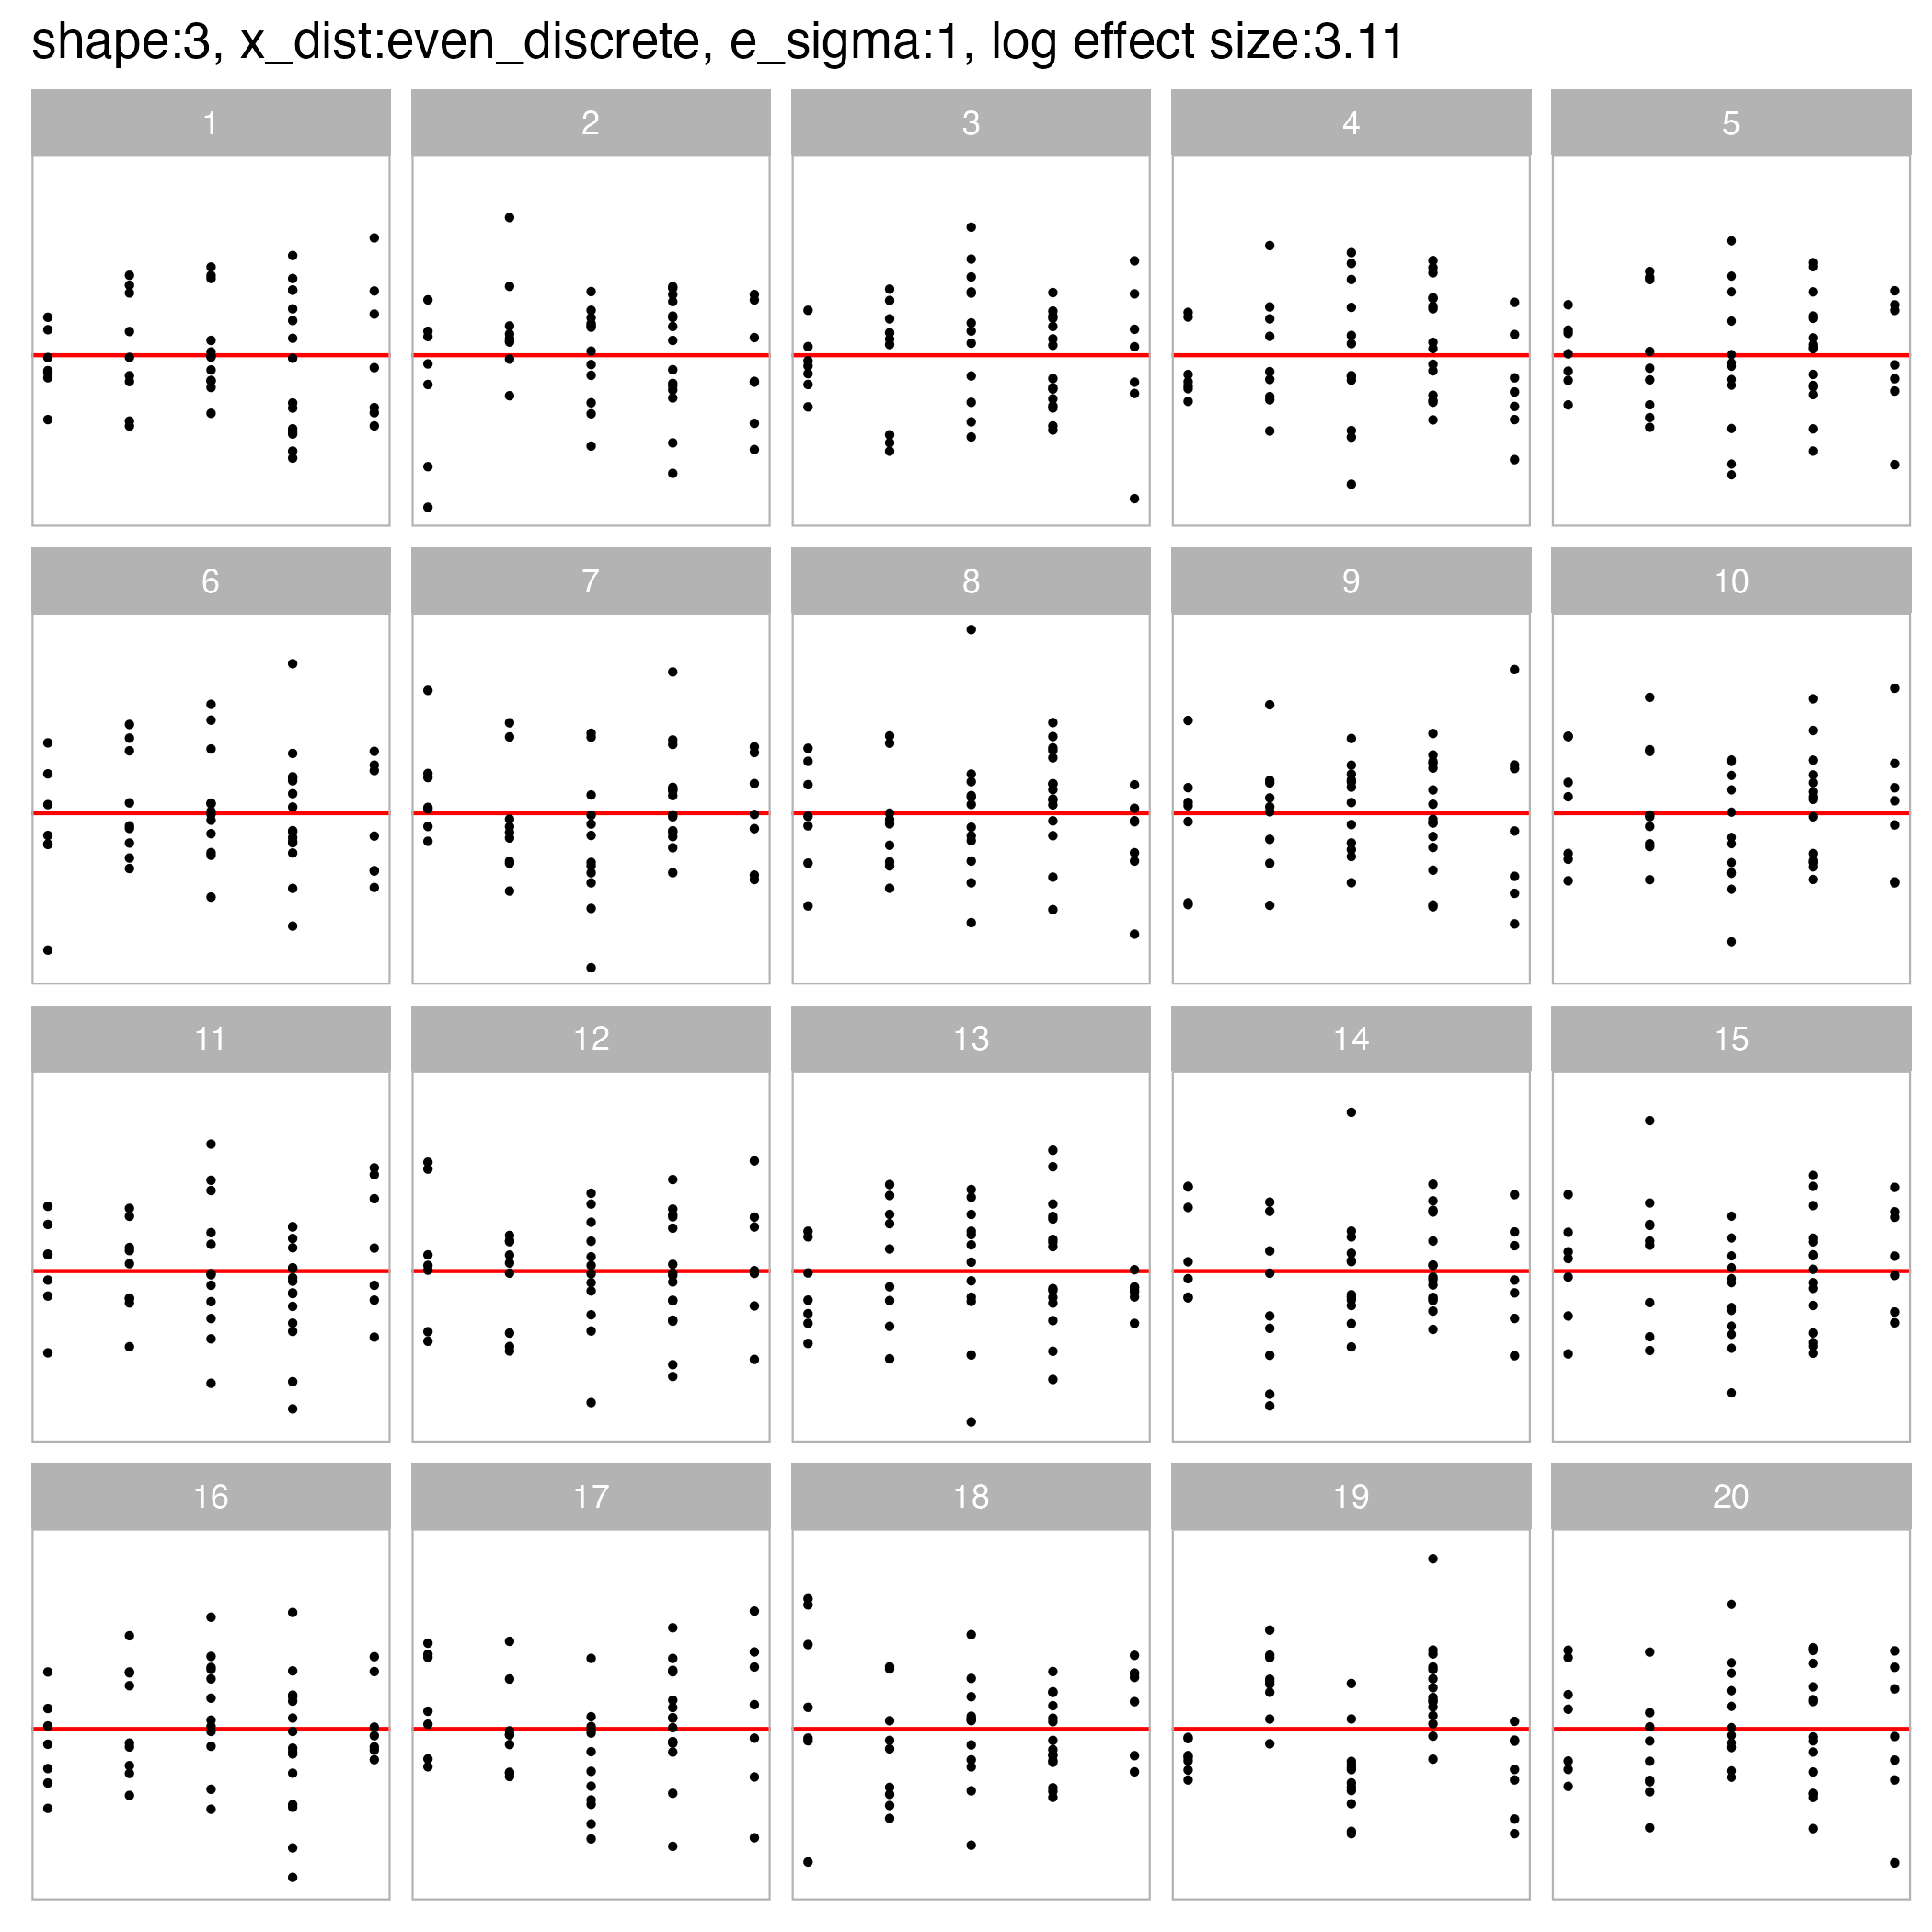 shape:3, x_dist:even_discrete, e_sigma:1, log effect size:3.11
1 2 3 4 5
6 7 8 9 10
11 12 13 14 15
16 17 18 19 20